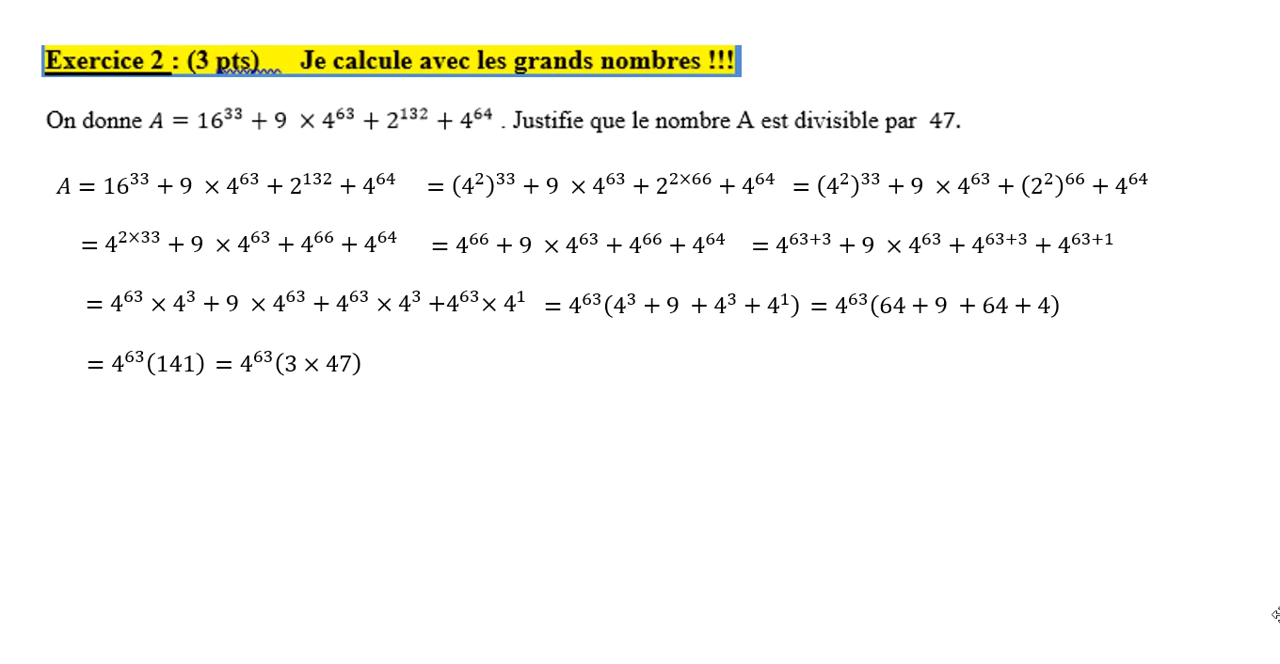 Exercice 2 : (3 pts) Je calcule avec les grands nombres !!!
On donne A = 16³³ + 9 × 4⁶³ + 2¹³² + 4⁶⁴ . Justifie que le nombre A est divisible par 47.
A = 16³³ + 9 × 4⁶³ + 2¹³² + 4⁶⁴ = (4²)³³ + 9 × 4⁶³ + 2²ˣ⁶⁶ + 4⁶⁴ = (4²)³³ + 9 × 4⁶³ + (2²)⁶⁶ + 4⁶⁴
= 4²ˣ³³ + 9 × 4⁶³ + 4⁶⁶ + 4⁶⁴ = 4⁶⁶ + 9 × 4⁶³ + 4⁶⁶ + 4⁶⁴ = 4⁶³⁺³ + 9 × 4⁶³ + 4⁶³⁺³ + 4⁶³⁺¹
= 4⁶³ × 4³ + 9 × 4⁶³ + 4⁶³ × 4³ +4⁶³× 4¹ = 4⁶³(4³ + 9 + 4³ + 4¹) = 4⁶³(64 + 9 + 64 + 4)
= 4⁶³(141) = 4⁶³(3 × 47)